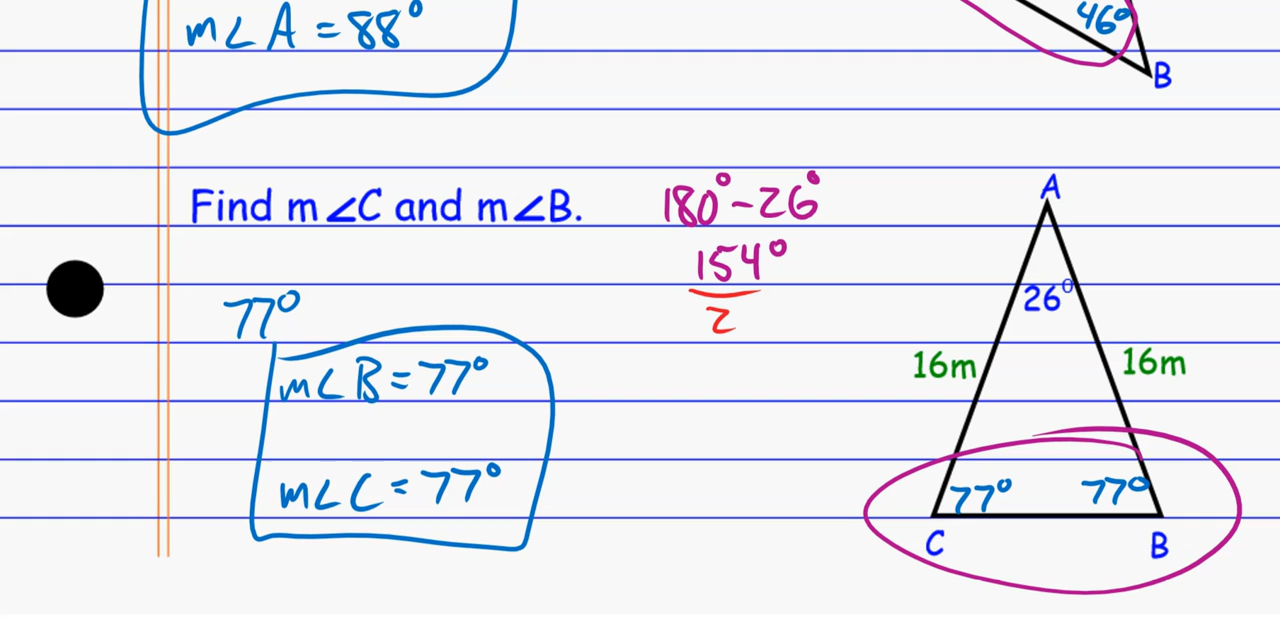 m∠A = 88°
46°
B
Find m∠C and m∠B.
180° - 26°
154°
2
77°
m∠B = 77°
m∠C = 77°
A
26°
16m
16m
77°
77°
C
B